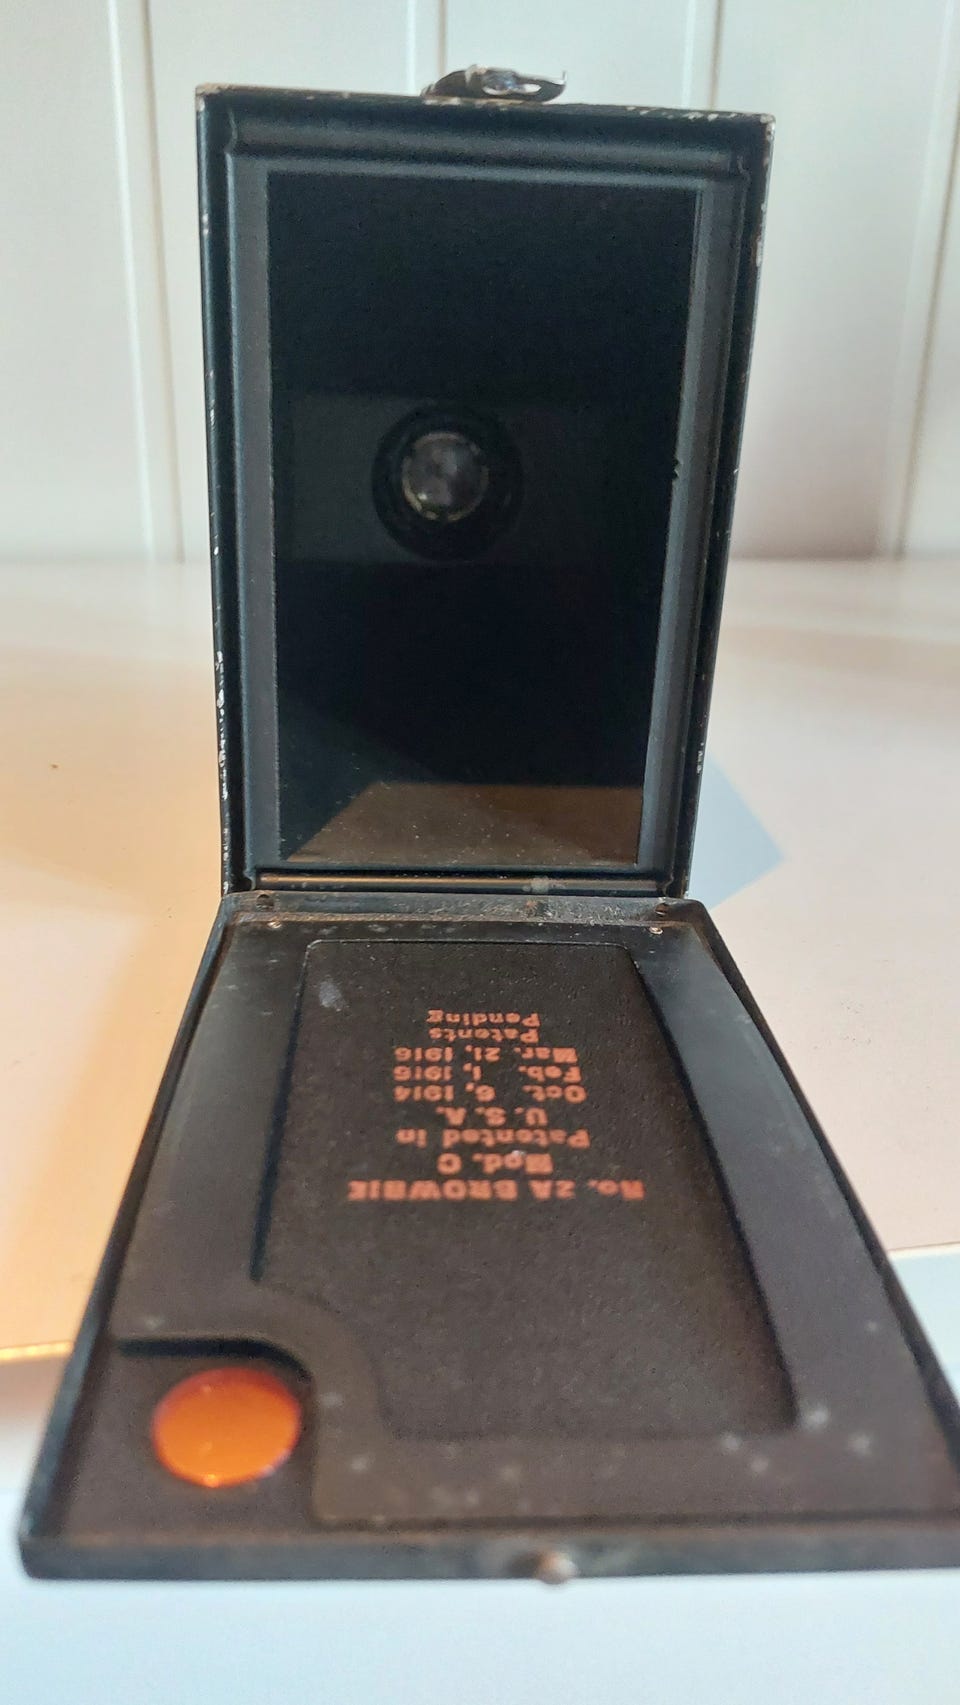 No. 2A BROWNIE
Mod. C
Patented in
U. S. A.
Oct. 6, 1914
Feb. 1, 1916
Mar. 21, 1916
Patents
Pending